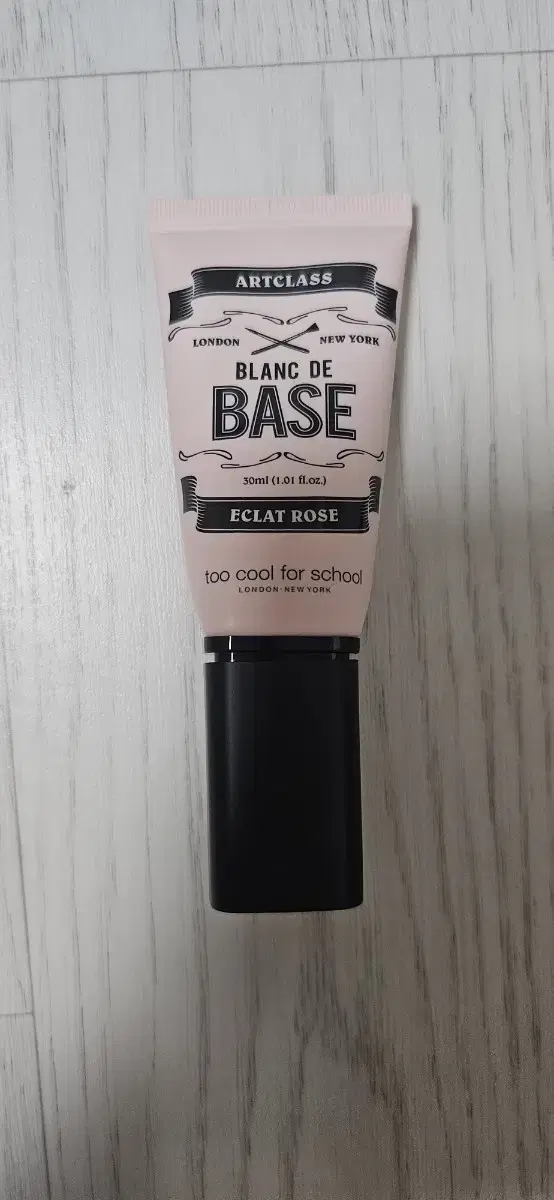 ARTCLASS
LONDON NEW YORK
BLANC DE
BASE
30ml (1.01 fl.oz.)
ECLAT ROSE
too cool for school
LONDON·NEW YORK